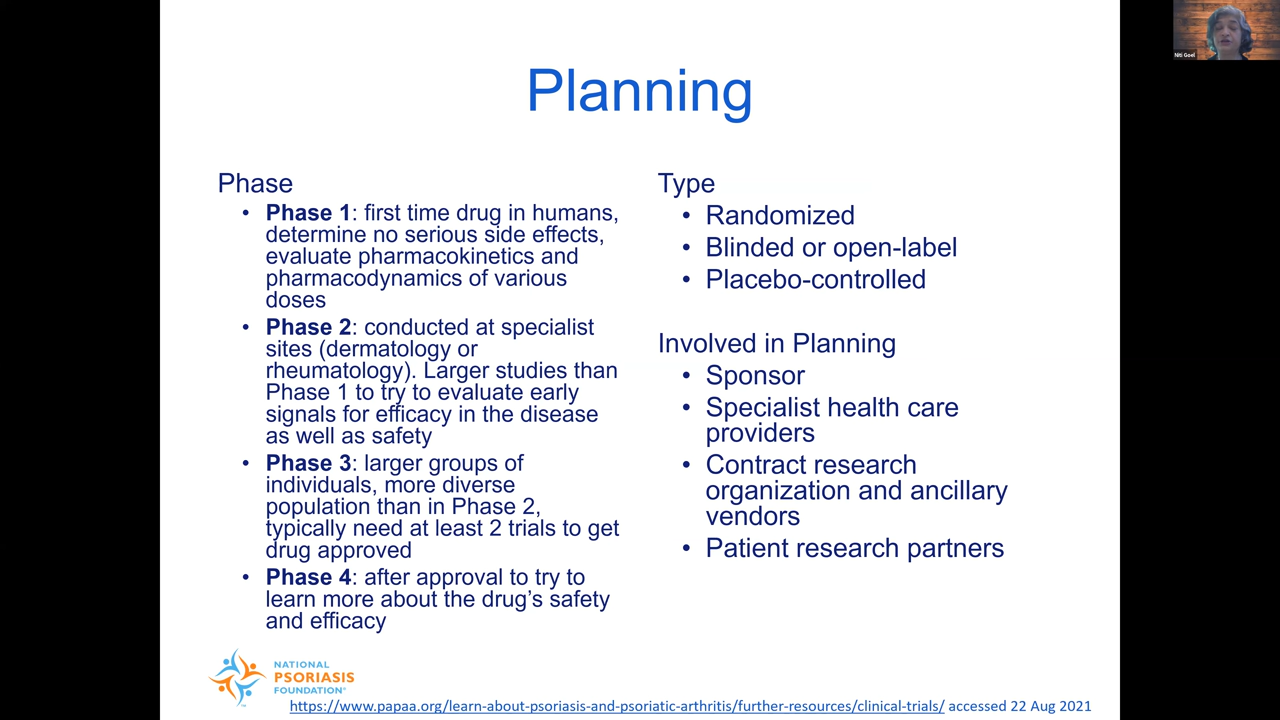 Planning
Phase
• Phase 1: first time drug in humans,
determine no serious side effects,
evaluate pharmacokinetics and
pharmacodynamics of various
doses
• Phase 2: conducted at specialist
sites (dermatology or
rheumatology). Larger studies than
Phase 1 to try to evaluate early
signals for efficacy in the disease
as well as safety
• Phase 3: larger groups of
individuals, more diverse
population than in Phase 2,
typically need at least 2 trials to get
drug approved
• Phase 4: after approval to try to
learn more about the drug’s safety
and efficacy
Type
• Randomized
• Blinded or open-label
• Placebo-controlled
Involved in Planning
• Sponsor
• Specialist health care
providers
• Contract research
organization and ancillary
vendors
• Patient research partners
NATIONAL
PSORIASIS
FOUNDATION®
https://www.papaa.org/learn-about-psoriasis-and-psoriatic-arthritis/further-resources/clinical-trials/ accessed 22 Aug 2021
Niti Goel